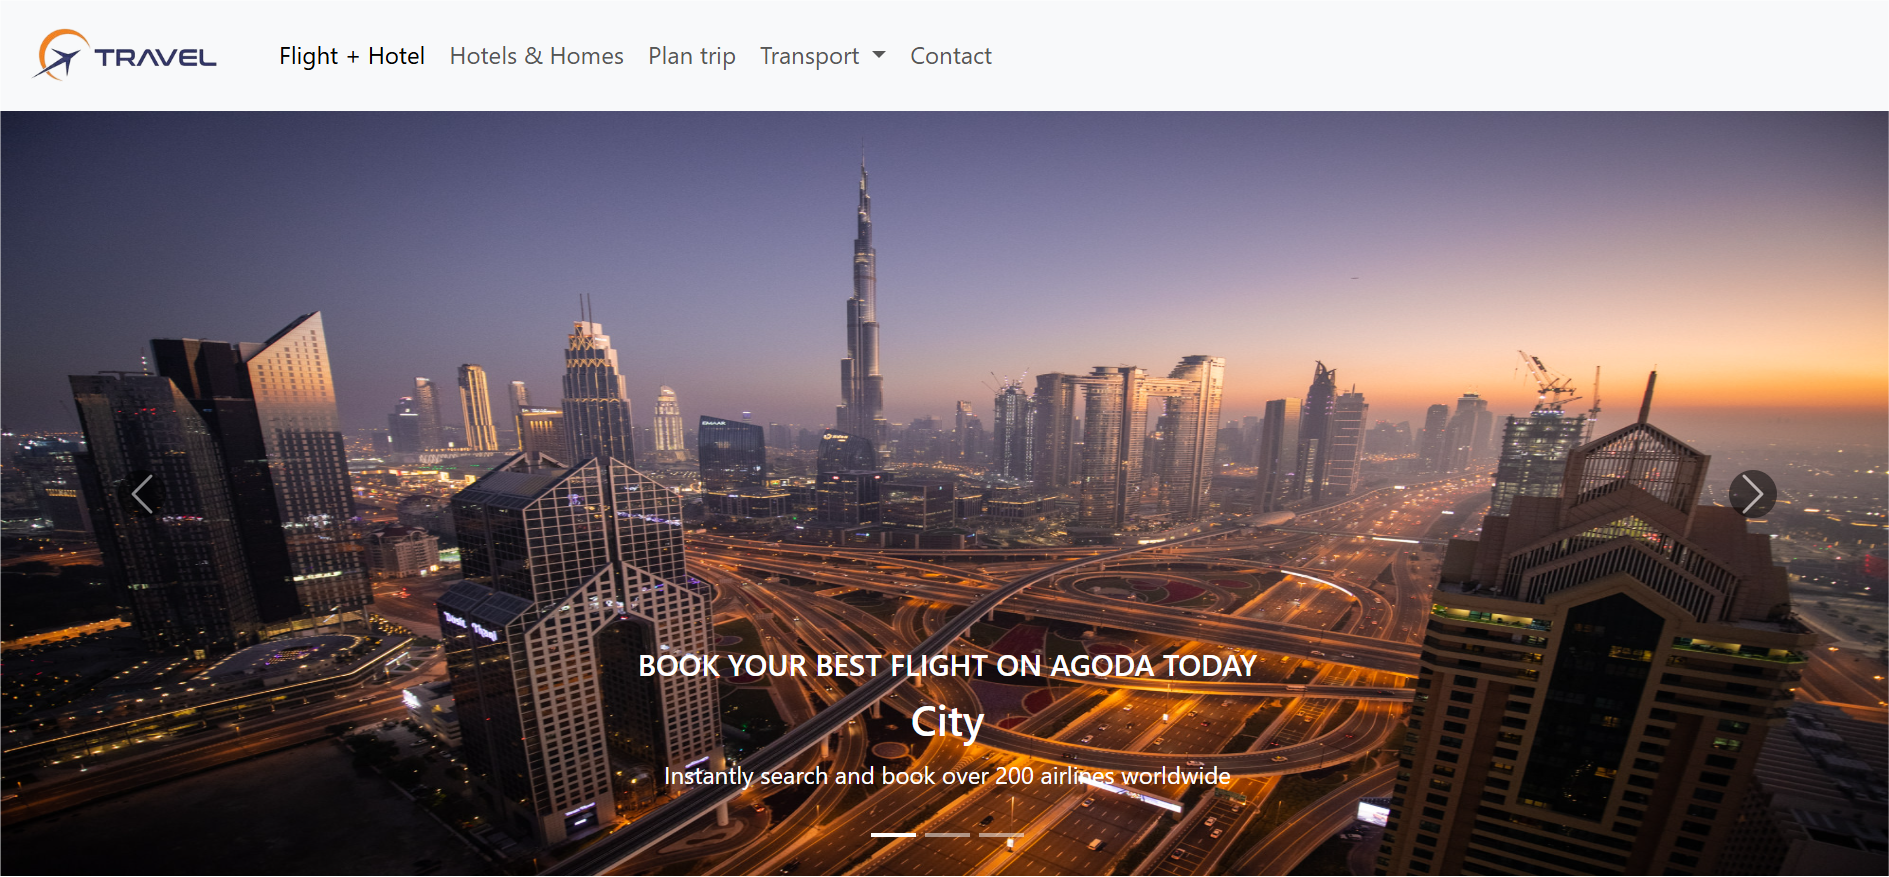 TRAVEL
Flight + Hotel
Hotels & Homes
Plan trip
Transport
Contact
EMAAR
BOOK YOUR BEST FLIGHT ON AGODA TODAY
City
Instantly search and book over 200 airlines worldwide